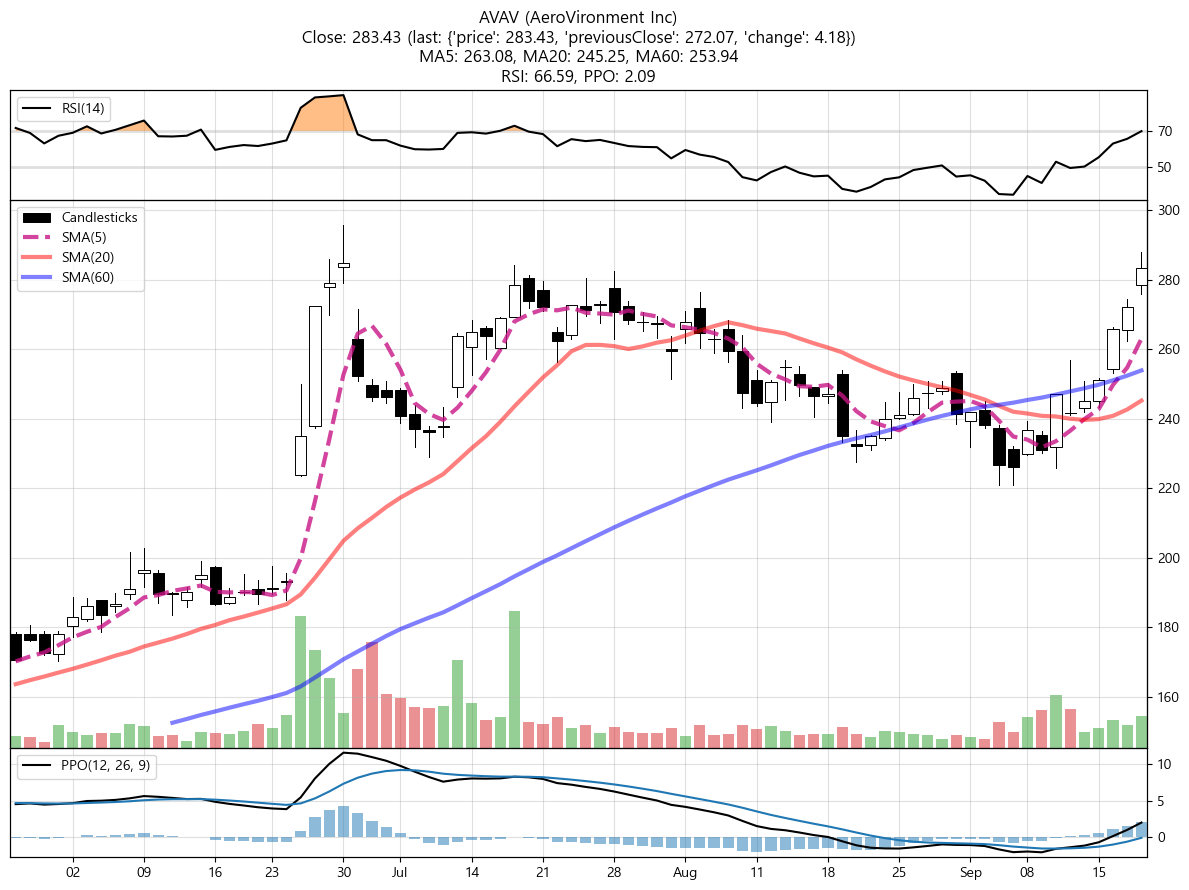 AVAV (AeroVironment Inc)
Close: 283.43 (last: {'price': 283.43, 'previousClose': 272.07, 'change': 4.18})
MA5: 263.08, MA20: 245.25, MA60: 253.94
RSI: 66.59, PPO: 2.09
RSI(14)
70
50
Candlesticks
SMA(5)
SMA(20)
SMA(60)
300
280
260
240
220
200
180
160
PPO(12, 26, 9)
10
5
0
02 09 16 23 30 Jul 14 21 28 Aug 11 18 25 Sep 08 15